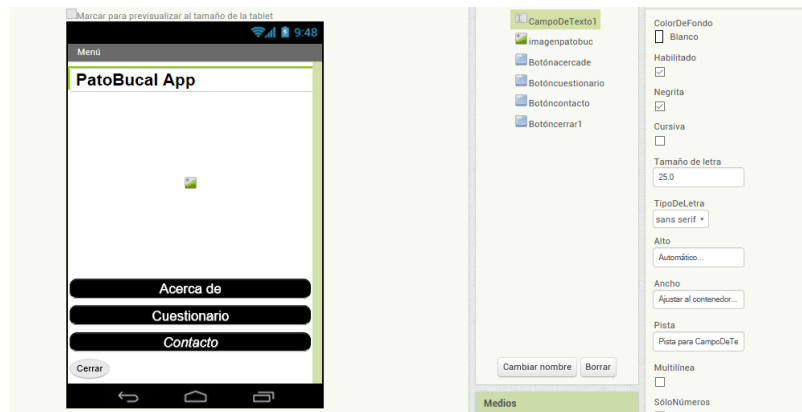 Marcar para previsualizar al tamaño de la tablet
9:48
Menú
PatoBucal App
Acerca de
Cuestionario
Contacto
Cerrar
CampoDeTexto1
imagenpatobuc
Botónacercade
Botóncuestionario
Botóncontacto
Botóncerrar1
Cambiar nombre
Borrar
Medios
ColorDeFondo
Blanco
Habilitado
Negrita
Cursiva
Tamaño de letra
25.0
TipoDeLetra
sans serif
Alto
Automático...
Ancho
Ajustar al contenedor...
Pista
Pista para CampoDeTe
Multilínea
SóloNúmeros